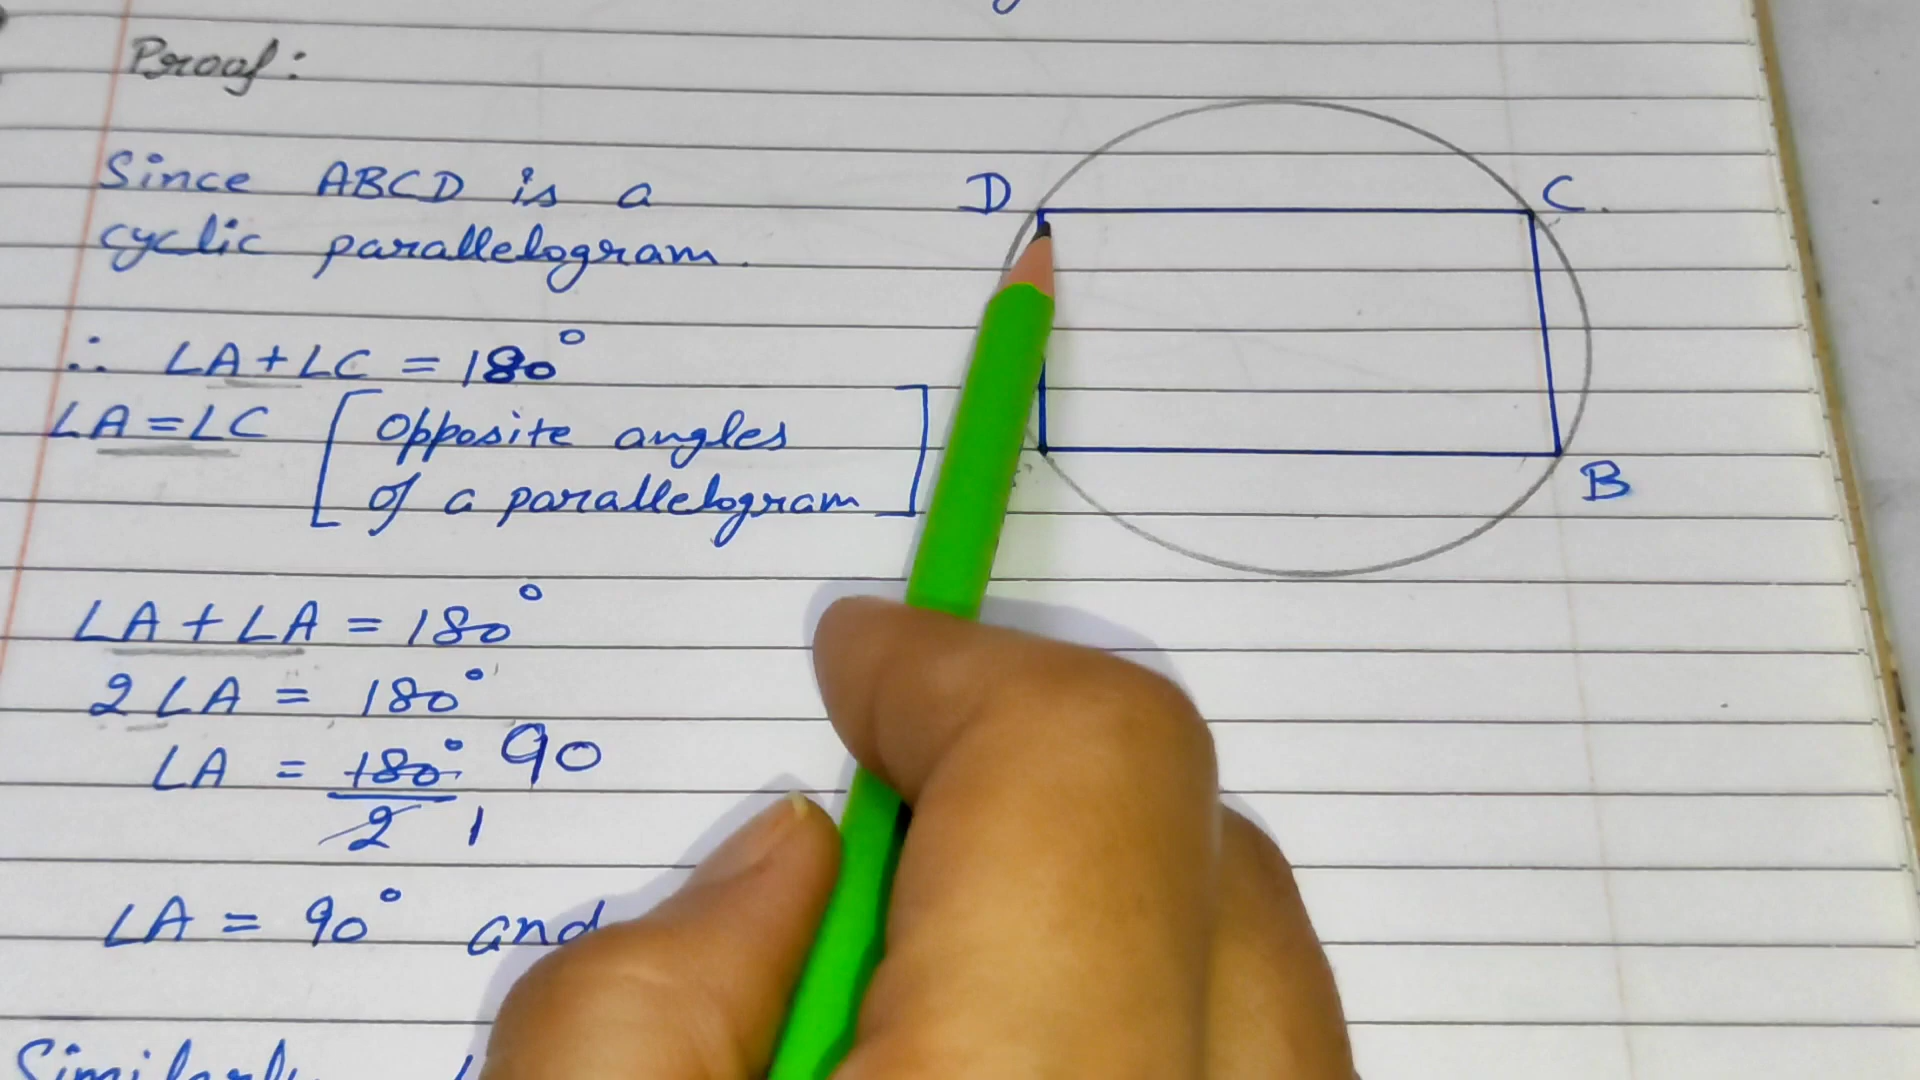 Proof:
Since ABCD is a
cyclic parallelogram.
∴ ∠A+∠C = 180°
∠A=∠C [Opposite angles
of a parallelogram]
∠A+∠A = 180°
2∠A = 180°
∠A = 180°/2 90
1
∠A = 90° and
Similarly
D
C.
B